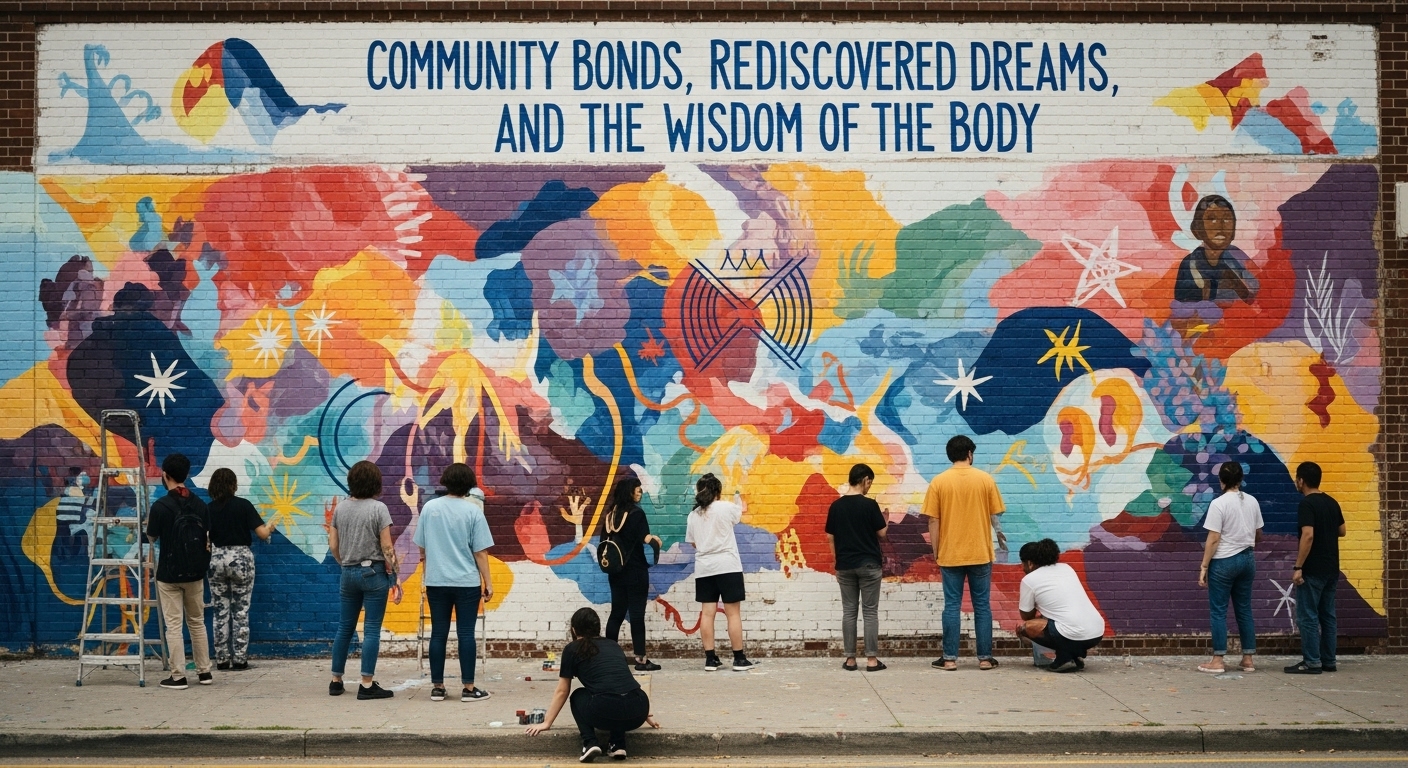 COMMUNITY BONDS, REDISCOVERED DREAMS,
AND THE WISDOM OF THE BODY